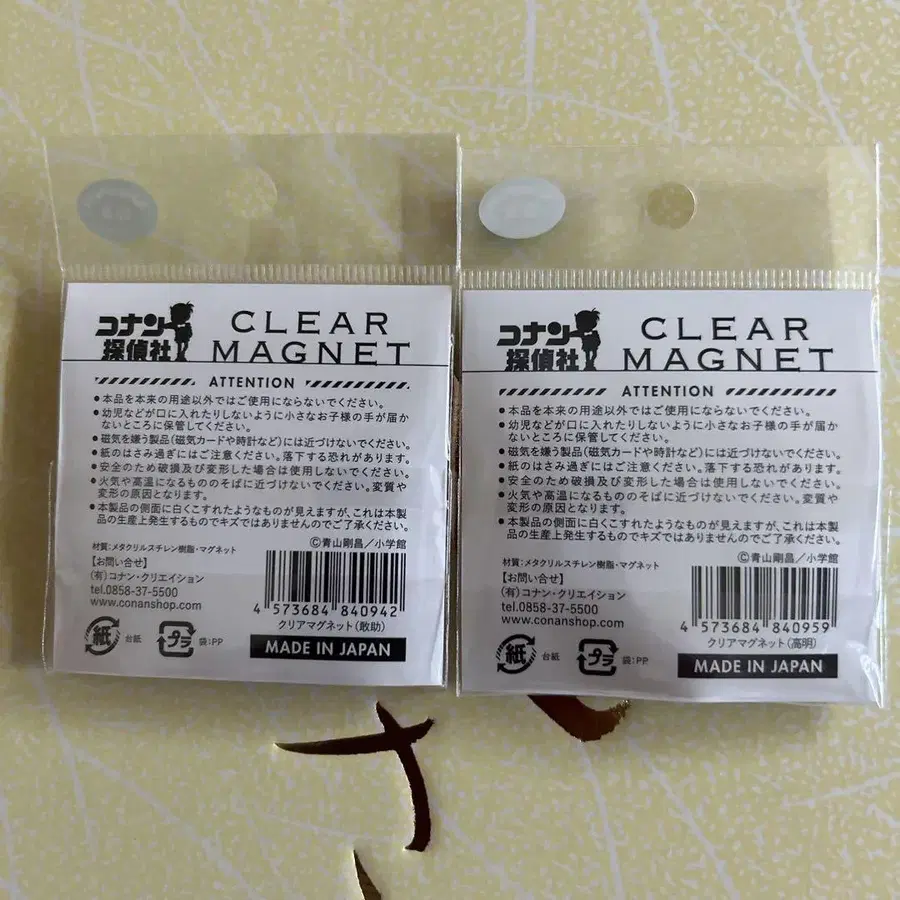 コナン
探偵社
CLEAR
MAGNET
ATTENTION
●本品を本来の用途以外ではご使用にならないでください。
●幼児などが口に入れたりしないように小さなお子様の手が届か
ないところに保管してください。
●磁気を嫌う製品(磁気カードや時計など)には近づけないでください。
●紙のはさみ過ぎにはご注意ください。落下する恐れがあります。
●安全のため破損及び変形した場合は使用しないでください。
●火気や高温になるもののそばに近づけないでください。変質や
変形の原因となります。
●本製品の側面に白くこすれたようなものが見えますが、これは本製
品の生産上発生するものでキズではありませんのでご了承ください。
©青山剛昌/小学館
材質:メタクリルスチレン樹脂・マグネット
【お問い合せ】
(有)コナン・クリエイション
tel.0858-37-5500
www.conanshop.com
4 573684 840942
クリアマグネット(敢助)
紙 台紙
プラ 袋:PP
MADE IN JAPAN
コナン
探偵社
CLEAR
MAGNET
ATTENTION
●本品を本来の用途以外ではご使用にならないでください。
●幼児などが口に入れたりしないように小さなお子様の手が届か
ないところに保管してください。
●磁気を嫌う製品(磁気カードや時計など)には近づけないでください。
●紙のはさみ過ぎにはご注意ください。落下する恐れがあります。
●安全のため破損及び変形した場合は使用しないでください。
●火気や高温になるもののそばに近づけないでください。変質や
変形の原因となります。
●本製品の側面に白くこすれたようなものが見えますが、これは本製
品の生産上発生するものでキズではありませんのでご了承ください。
©青山剛昌/小学館
材質:メタクリルスチレン樹脂・マグネット
【お問い合せ】
(有)コナン・クリエイション
tel.0858-37-5500
www.conanshop.com
4 573684 840959
クリアマグネット(高明)
紙 台紙
プラ 袋:PP
MADE IN JAPAN